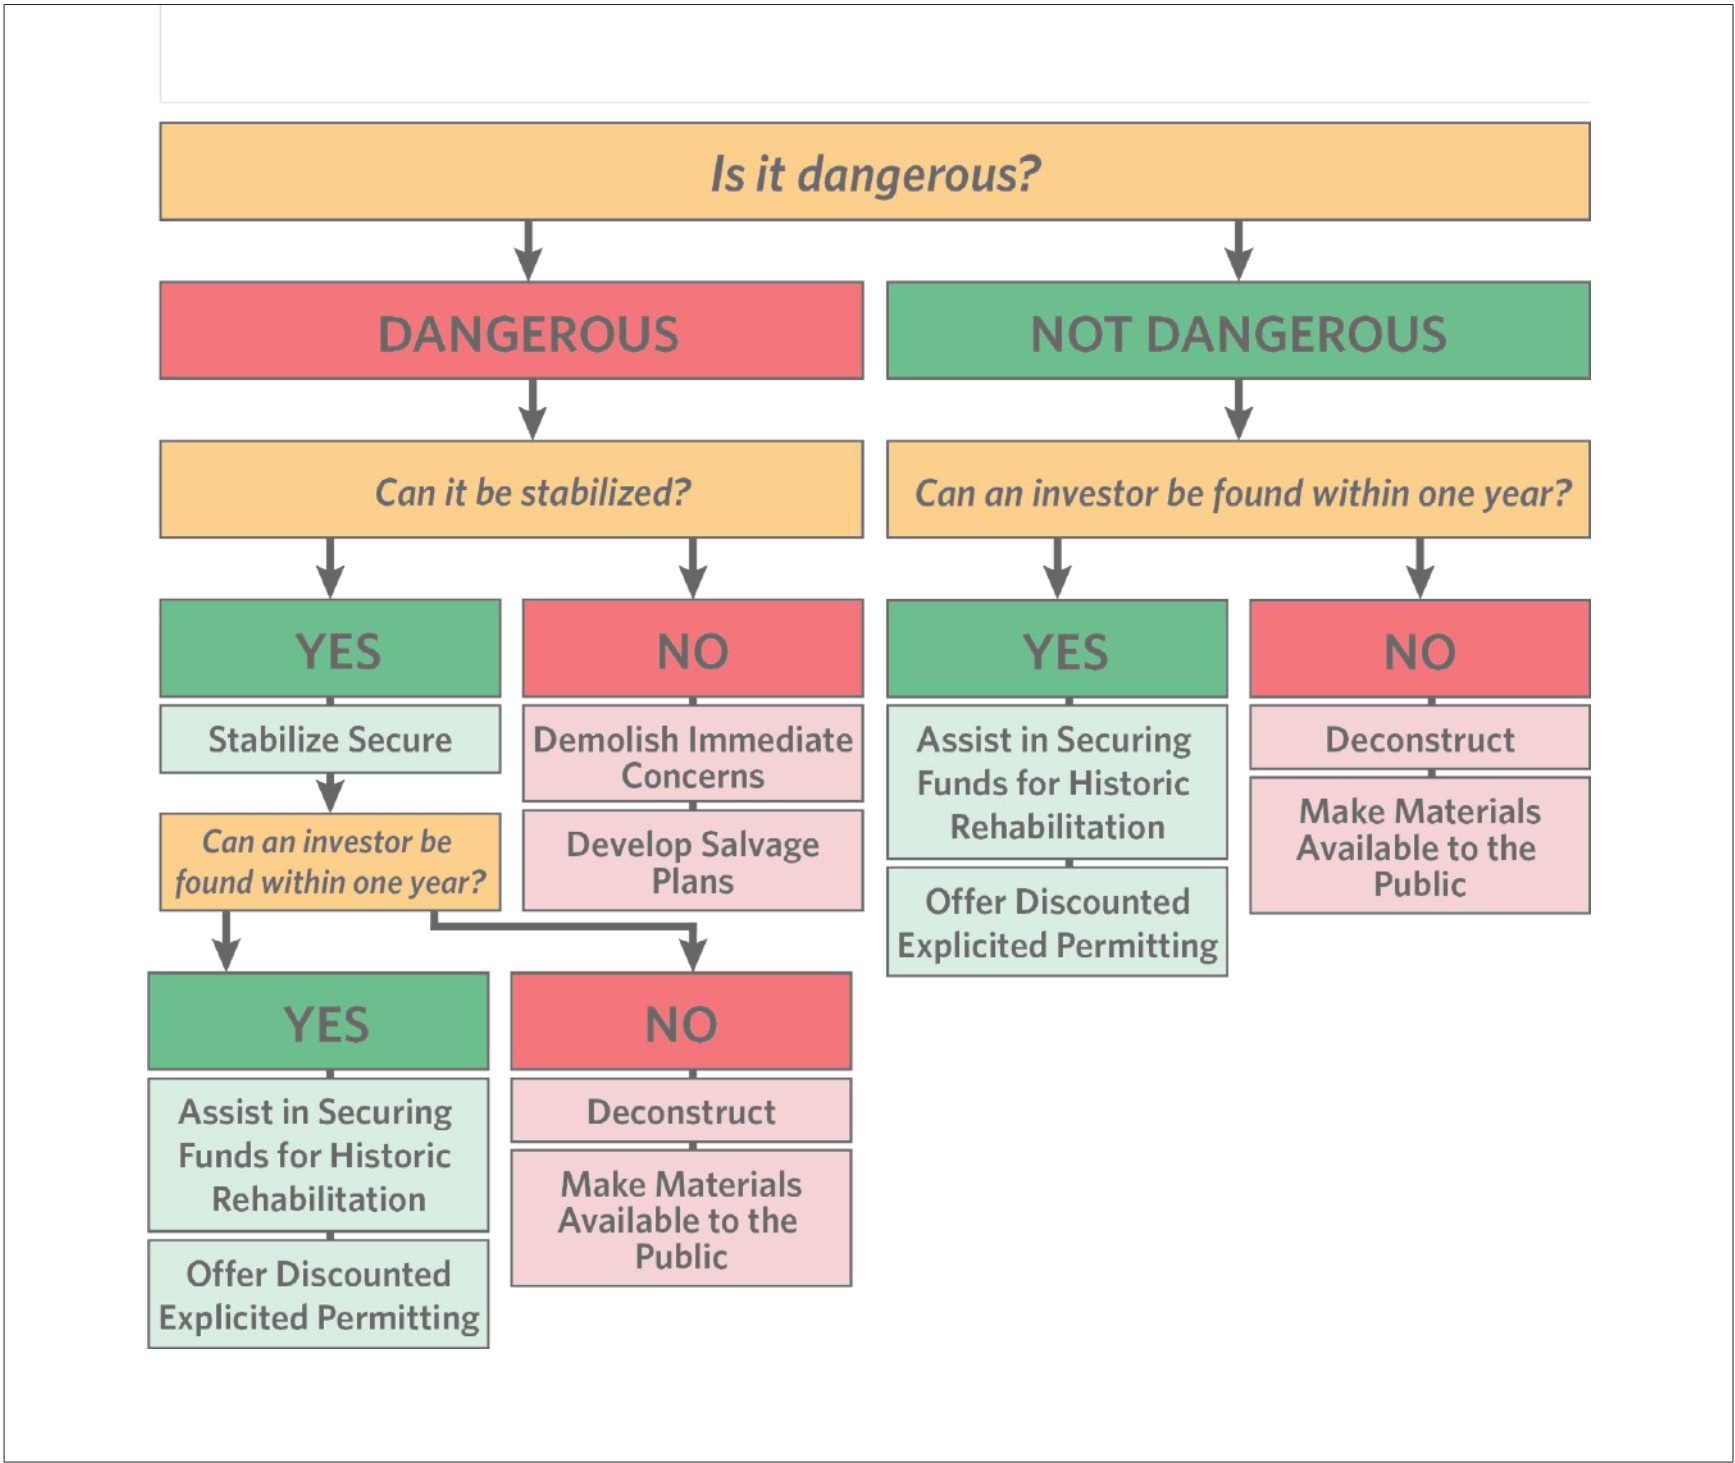 Is it dangerous?
DANGEROUS
NOT DANGEROUS
Can it be stabilized?
Can an investor be found within one year?
YES
NO
YES
NO
Stabilize Secure
Demolish Immediate
Concerns
Develop Salvage
Plans
Assist in Securing
Funds for Historic
Rehabilitation
Offer Discounted
Explicited Permitting
Deconstruct
Make Materials
Available to the
Public
Can an investor be
found within one year?
YES
NO
Assist in Securing
Funds for Historic
Rehabilitation
Offer Discounted
Explicited Permitting
Deconstruct
Make Materials
Available to the
Public